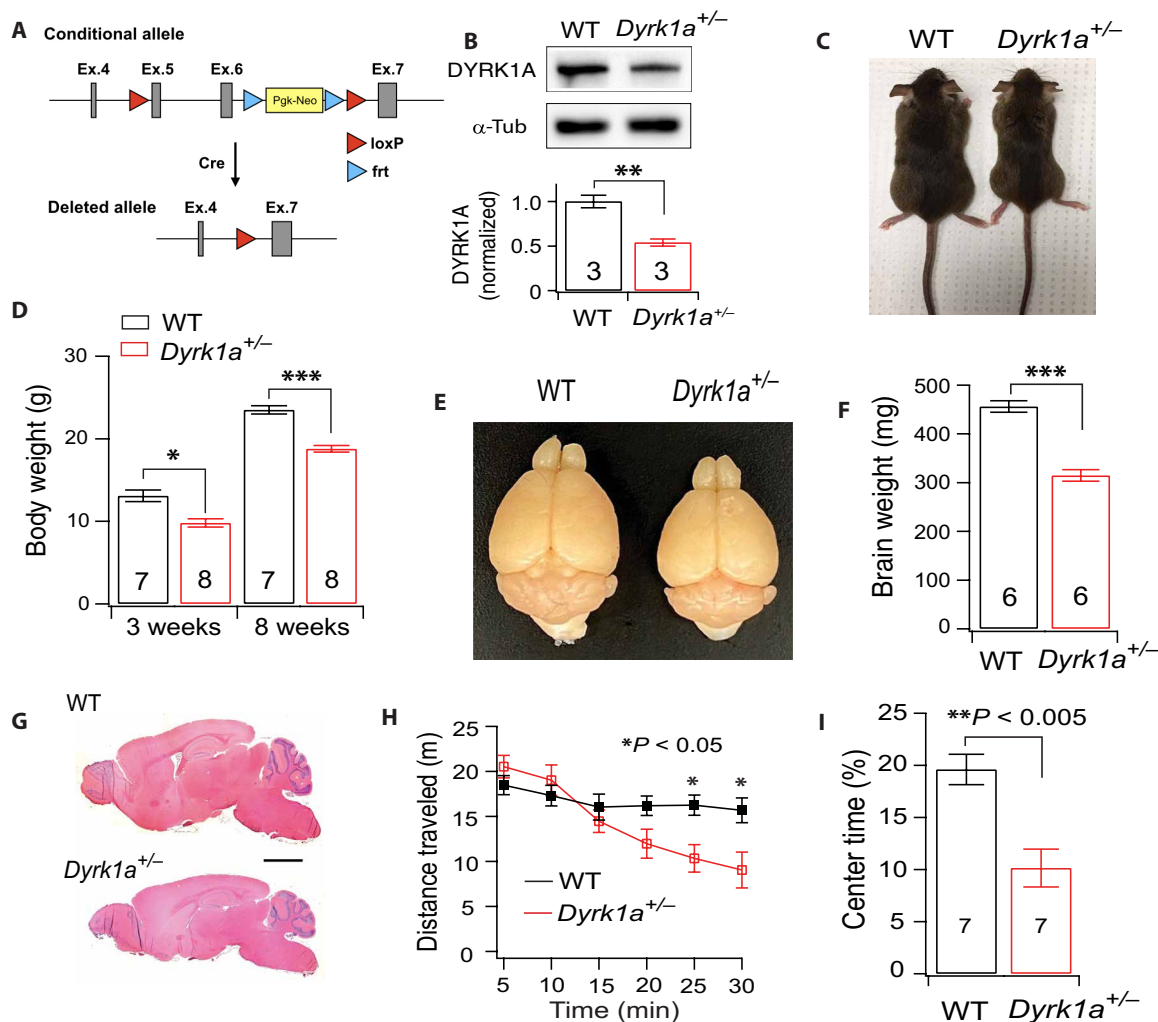 A
Conditional allele
Ex.4 Ex.5 Ex.6 Ex.7
Pgk-Neo
loxP
frt
Cre
Deleted allele
Ex.4 Ex.7
B
WT Dyrk1a+/–
DYRK1A
α-Tub
**
DYRK1A
(normalized)
1.0
0.5
0
3 3
WT Dyrk1a+/–
C
WT Dyrk1a+/–
D
WT
Dyrk1a+/–
Body weight (g)
30
20
10
0
* ***
7 8 7 8
3 weeks 8 weeks
E
WT Dyrk1a+/–
F
Brain weight (mg)
500
400
300
200
100
0
***
6 6
WT Dyrk1a+/–
G
WT
Dyrk1a+/–
H
Distance traveled (m)
25
20
15
10
5
0
*P < 0.05
* *
WT
Dyrk1a+/–
5 10 15 20 25 30
Time (min)
I
Center time (%)
25
20
15
10
5
0
**P < 0.005
7 7
WT Dyrk1a+/–